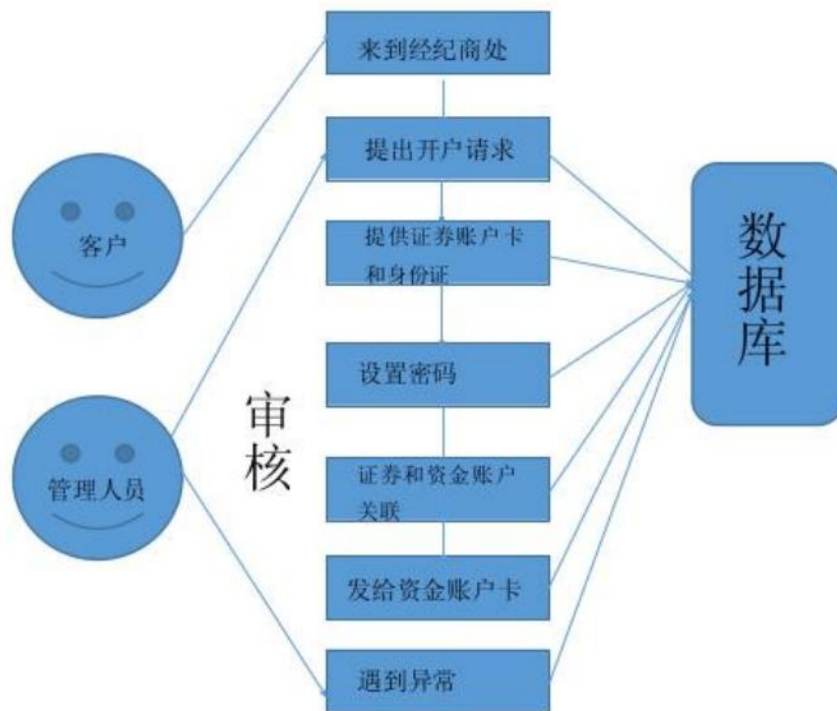 来到经纪商处
提出开户请求
客户
提供证券账户卡
和身份证
数据库
设置密码
审核
管理人员
证券和资金账户
关联
发给资金账户卡
遇到异常